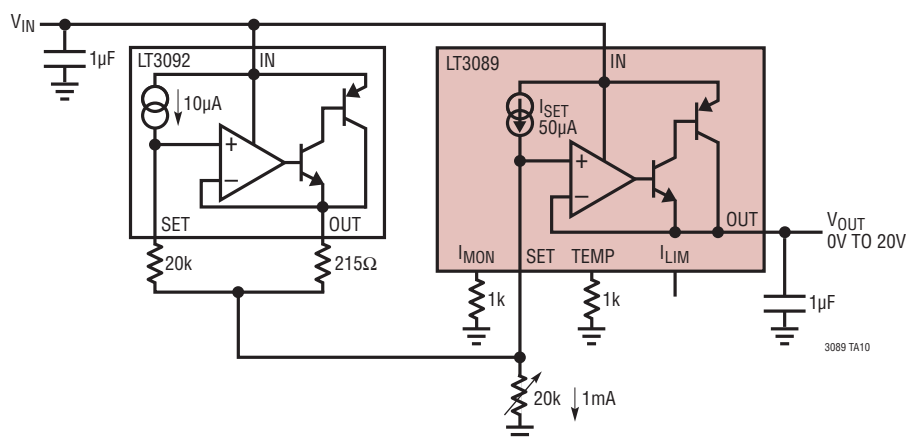 VIN
1µF
LT3092
IN
10µA
+
–
SET
OUT
20k
215Ω
LT3089
IN
ISET
50µA
+
–
OUT
IMON
SET
TEMP
ILIM
1k
1k
VOUT
0V TO 20V
1µF
3089 TA10
20k
1mA